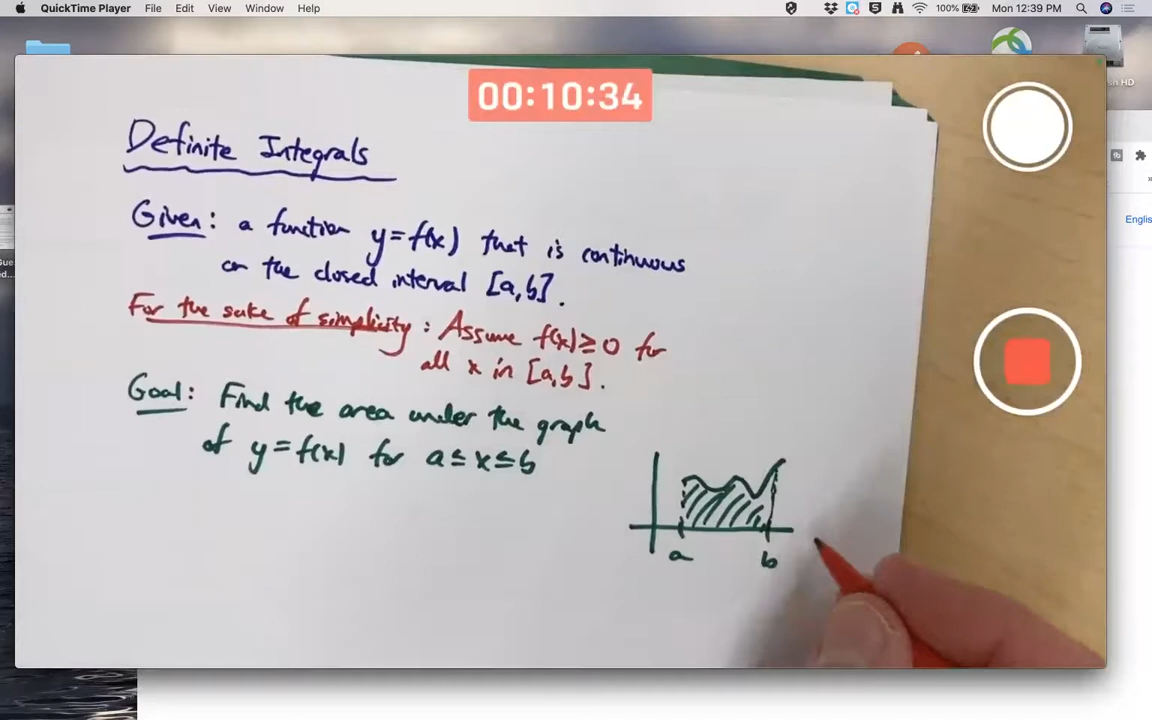 QuickTime Player File Edit View Window Help
100% Mon 12:39 PM
HD
00:10:34
Definite Integrals
Given: a function y=f(x) that is continuous
on the closed interval [a,b].
For the sake of simplicity: Assume f(x)≥0 for
all x in [a,b].
Goal: Find the area under the graph
of y=f(x) for a≤x≤b
a b